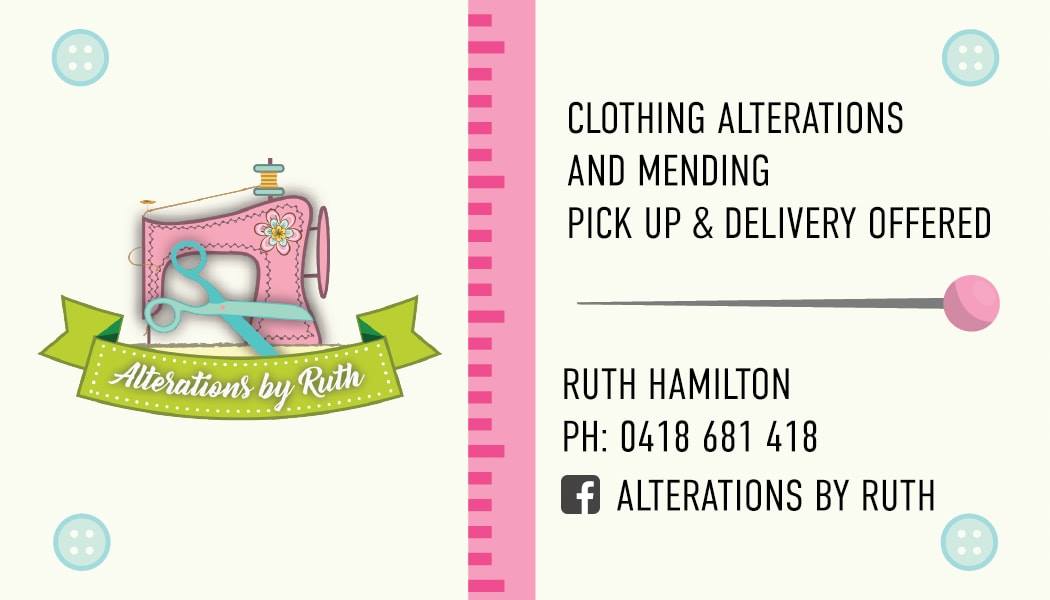 Alterations by Ruth
CLOTHING ALTERATIONS
AND MENDING
PICK UP & DELIVERY OFFERED
RUTH HAMILTON
PH: 0418 681 418
ALTERATIONS BY RUTH